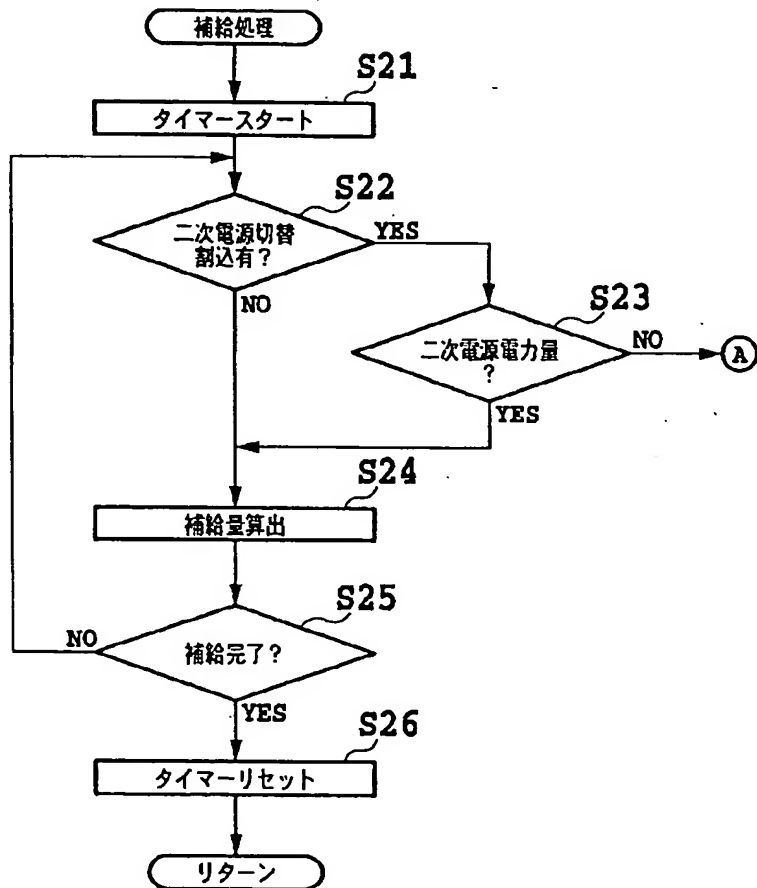 補給処理
S21
タイマースタート
S22
二次電源切替
割込有?
YES
NO
S23
二次電源電力量
?
NO
A
YES
S24
補給量算出
S25
補給完了?
NO
YES
S26
タイマーリセット
リターン